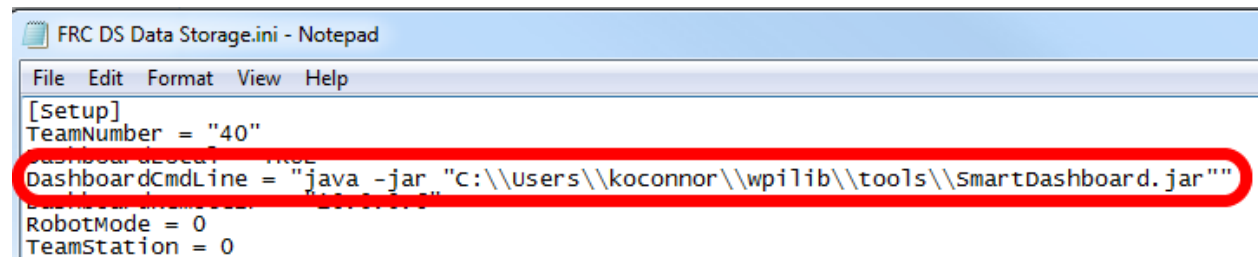 FRC DS Data Storage.ini - Notepad
File Edit Format View Help
[Setup]
TeamNumber = "40"
DashboardCmdLine = "java -jar "C:\\Users\\koconnor\\wpilib\\tools\\SmartDashboard.jar""
RobotMode = 0
TeamStation = 0